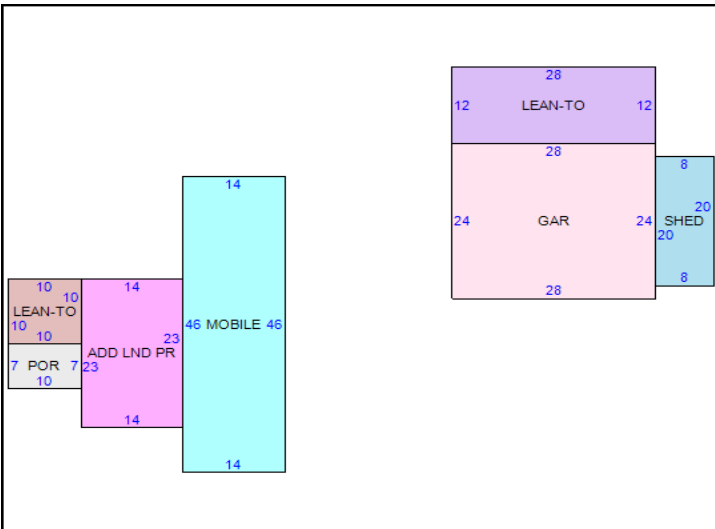 28
12 LEAN-TO 12
28
8
20
24 GAR 24 SHED
20
8
28
14
10 14
10
LEAN-TO
10
46 MOBILE 46
10 23
ADD LND PR
7 POR 7 23
10
14
14